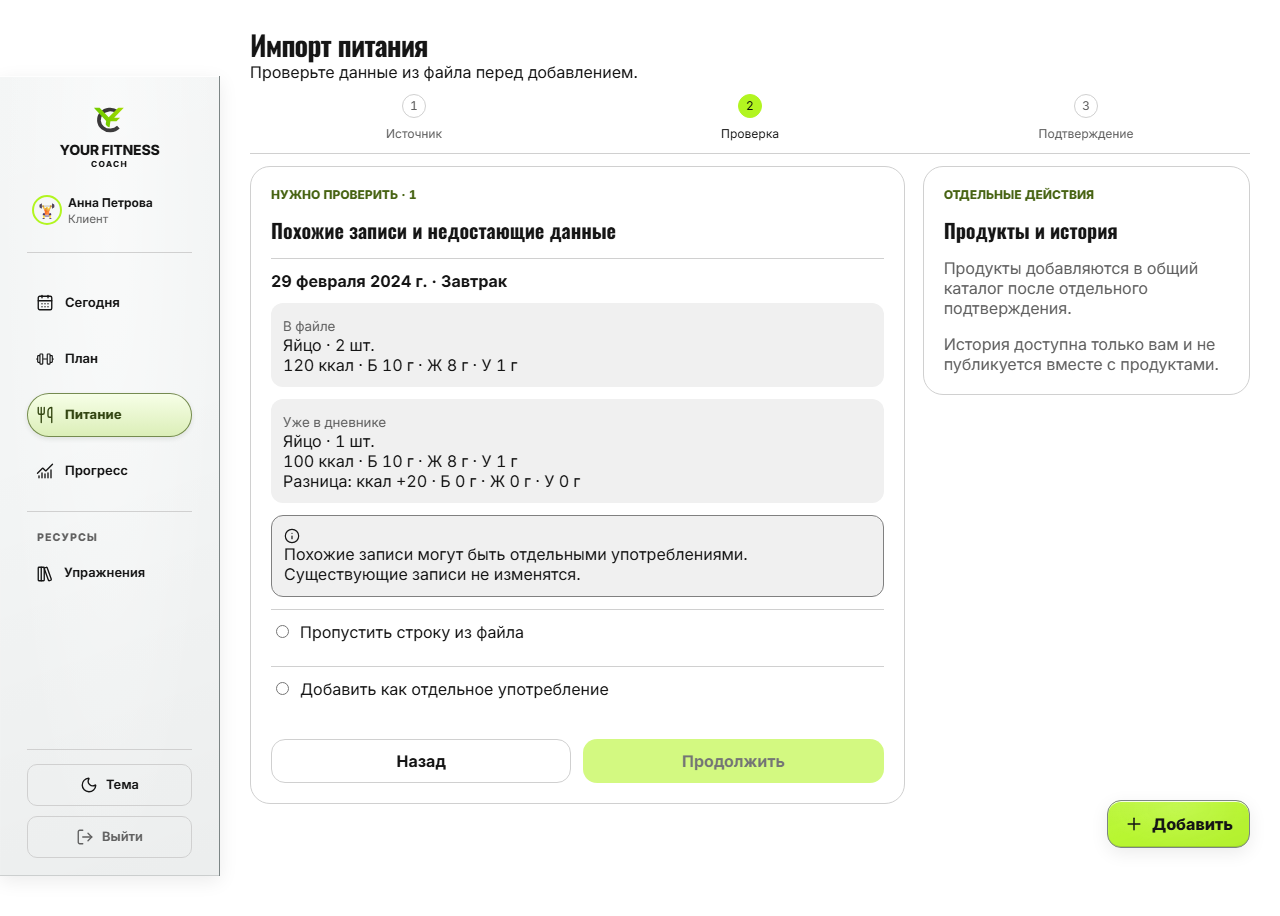 Импорт питания
Проверьте данные из файла перед добавлением.
1
Источник
2
Проверка
3
Подтверждение
YOUR FITNESS
COACH
Анна Петрова
Клиент
Сегодня
План
Питание
Прогресс
РЕСУРСЫ
Упражнения
Тема
Выйти
НУЖНО ПРОВЕРИТЬ · 1
Похожие записи и недостающие данные
29 февраля 2024 г. · Завтрак
В файле
Яйцо · 2 шт.
120 ккал · Б 10 г · Ж 8 г · У 1 г
Уже в дневнике
Яйцо · 1 шт.
100 ккал · Б 10 г · Ж 8 г · У 1 г
Разница: ккал +20 · Б 0 г · Ж 0 г · У 0 г
Похожие записи могут быть отдельными употреблениями.
Существующие записи не изменятся.
Пропустить строку из файла
Добавить как отдельное употребление
Назад
Продолжить
ОТДЕЛЬНЫЕ ДЕЙСТВИЯ
Продукты и история
Продукты добавляются в общий
каталог после отдельного
подтверждения.
История доступна только вам и не
публикуется вместе с продуктами.
Добавить